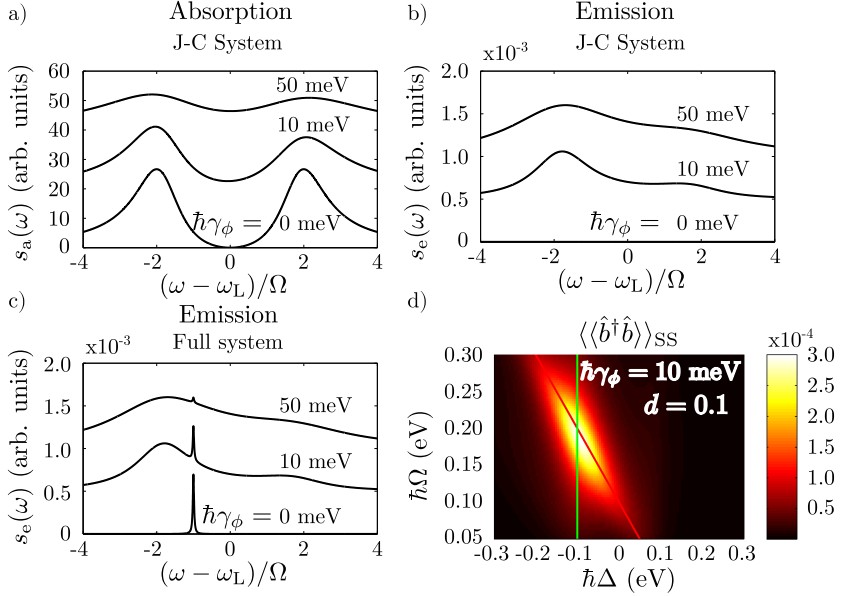 a)
Absorption
J-C System
50 meV
10 meV
ħγ_ϕ = 0 meV
s_a(ω) (arb. units)
60
50
40
30
20
10
0
-4 -2 0 2 4
(ω − ω_L)/Ω
b)
Emission
J-C System
x10^-3
50 meV
10 meV
ħγ_ϕ = 0 meV
s_e(ω) (arb. units)
2.0
1.5
1.0
0.5
0
-4 -2 0 2 4
(ω − ω_L)/Ω
c)
Emission
Full system
x10^-3
50 meV
10 meV
ħγ_ϕ = 0 meV
s_e(ω) (arb. units)
2.0
1.5
1.0
0.5
0
-4 -2 0 2 4
(ω − ω_L)/Ω
d)
⟨⟨b̂†b̂⟩⟩_SS
ħγ_ϕ = 10 meV
d = 0.1
ħΩ (eV)
0.30
0.20
0.10
0.05
-0.3 -0.2 -0.1 0 0.1 0.2 0.3
ħΔ (eV)
x10^-4
3.0
2.5
2.0
1.5
1.0
0.5